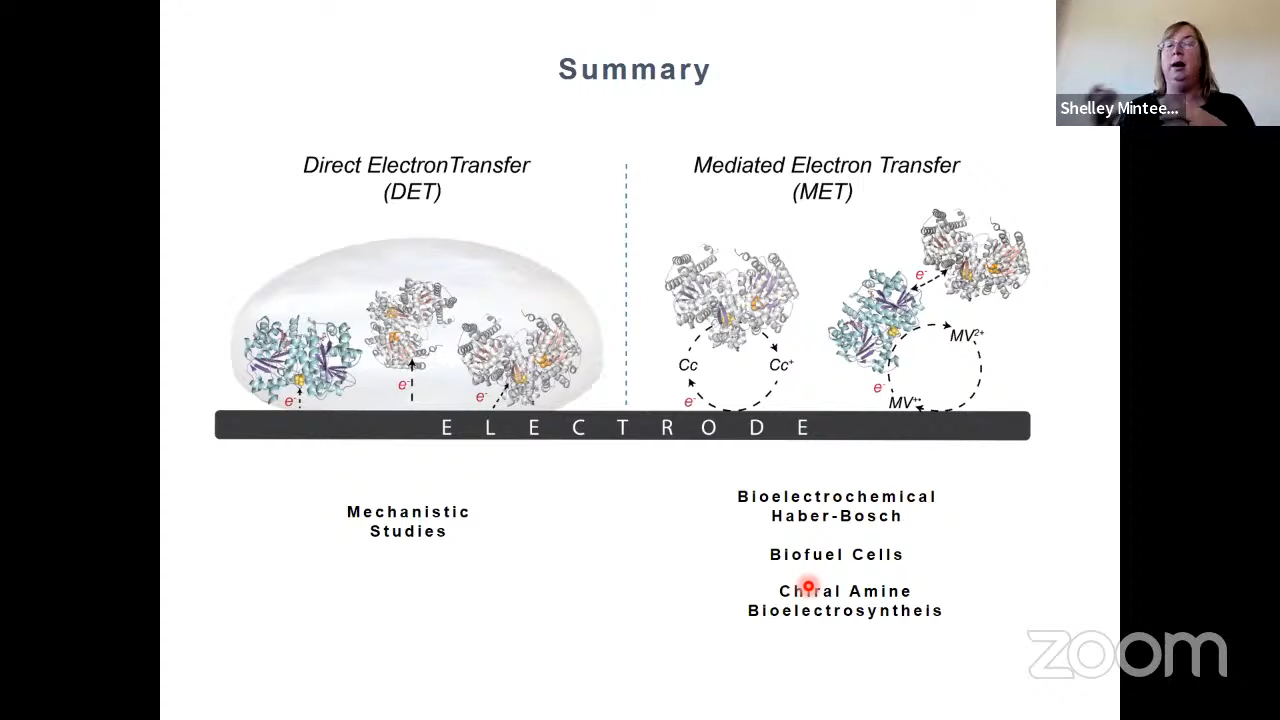 Summary
Shelley Mintee...
Direct ElectronTransfer
(DET)
Mediated Electron Transfer
(MET)
e-
e-
e-
Cc
Cc+
e-
e-
MV2+
e-
MV·+
E L E C T R O D E
Mechanistic
Studies
Bioelectrochemical
Haber-Bosch
Biofuel Cells
Chiral Amine
Bioelectrosyntheis
zoom